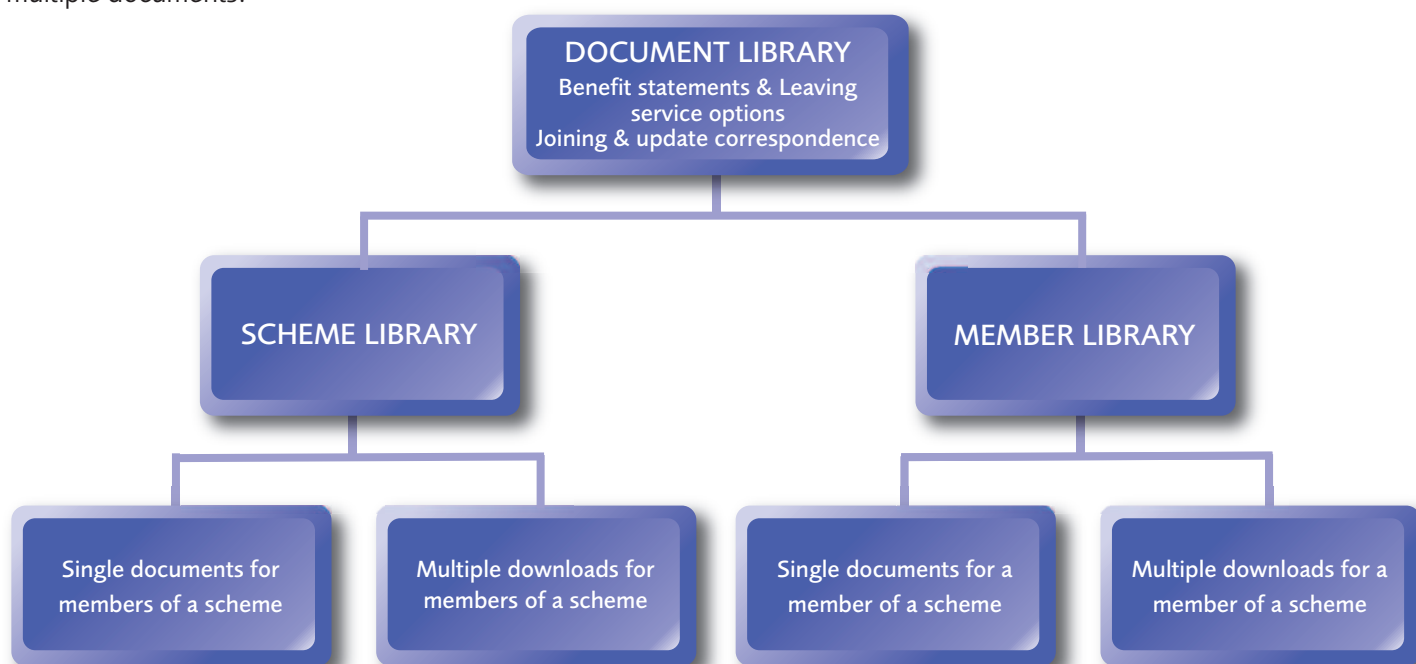 multiple documents.
DOCUMENT LIBRARY
Benefit statements & Leaving
service options
Joining & update correspondence
SCHEME LIBRARY
MEMBER LIBRARY
Single documents for
members of a scheme
Multiple downloads for
members of a scheme
Single documents for a
member of a scheme
Multiple downloads for a
member of a scheme